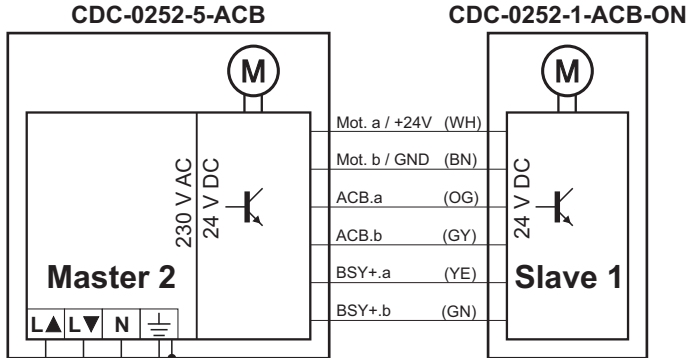 CDC-0252-5-ACB CDC-0252-1-ACB-ON
M M
Mot. a / +24V (WH)
Mot. b / GND (BN)
ACB.a (OG)
ACB.b (GY)
BSY+.a (YE)
BSY+.b (GN)
230 V AC
24 V DC
24 V DC
Master 2 Slave 1
L▲ L▼ N